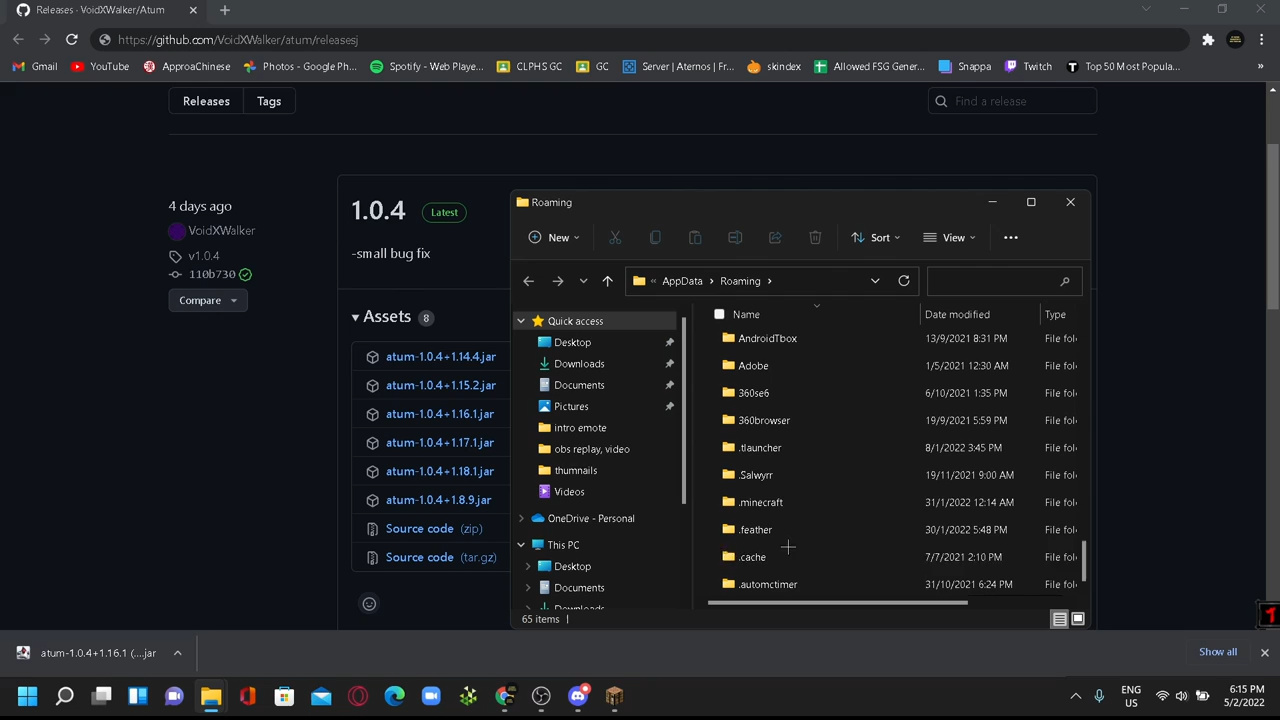 Releases - VoidXWalker/Atum
https://github.com/VoidXWalker/atum/releasesj
Gmail
YouTube
ApproaChinese
Photos - Google Ph...
Spotify - Web Playe...
CLPHS GC
GC
Server | Aternos | Fr...
skindex
Allowed FSG Gener...
Snappa
Twitch
Top 50 Most Popula...
»
Releases
Tags
Find a release
4 days ago
VoidXWalker
v1.0.4
110b730
Compare
1.0.4
Latest
-small bug fix
Assets 8
atum-1.0.4+1.14.4.jar
atum-1.0.4+1.15.2.jar
atum-1.0.4+1.16.1.jar
atum-1.0.4+1.17.1.jar
atum-1.0.4+1.18.1.jar
atum-1.0.4+1.8.9.jar
Source code (zip)
Source code (tar.gz)
Roaming
New
Sort
View
« AppData > Roaming >
Quick access
Desktop
Downloads
Documents
Pictures
intro emote
obs replay, video
thumnails
Videos
OneDrive - Personal
This PC
Desktop
Documents
Downloads
Name Date modified Type
AndroidTbox 13/9/2021 8:31 PM File fol
Adobe 1/5/2021 12:30 AM File fol
360se6 6/10/2021 1:35 PM File fol
360browser 19/9/2021 5:59 PM File fol
.tlauncher 8/1/2022 3:45 PM File fol
.Salwyrr 19/11/2021 9:00 AM File fol
.minecraft 31/1/2022 12:14 AM File fol
.feather 30/1/2022 5:48 PM File fol
.cache 7/7/2021 2:10 PM File fol
.automctimer 31/10/2021 6:24 PM File fol
65 items
1
atum-1.0.4+1.16.1 (....jar
Show all
ENG
US
6:15 PM
5/2/2022